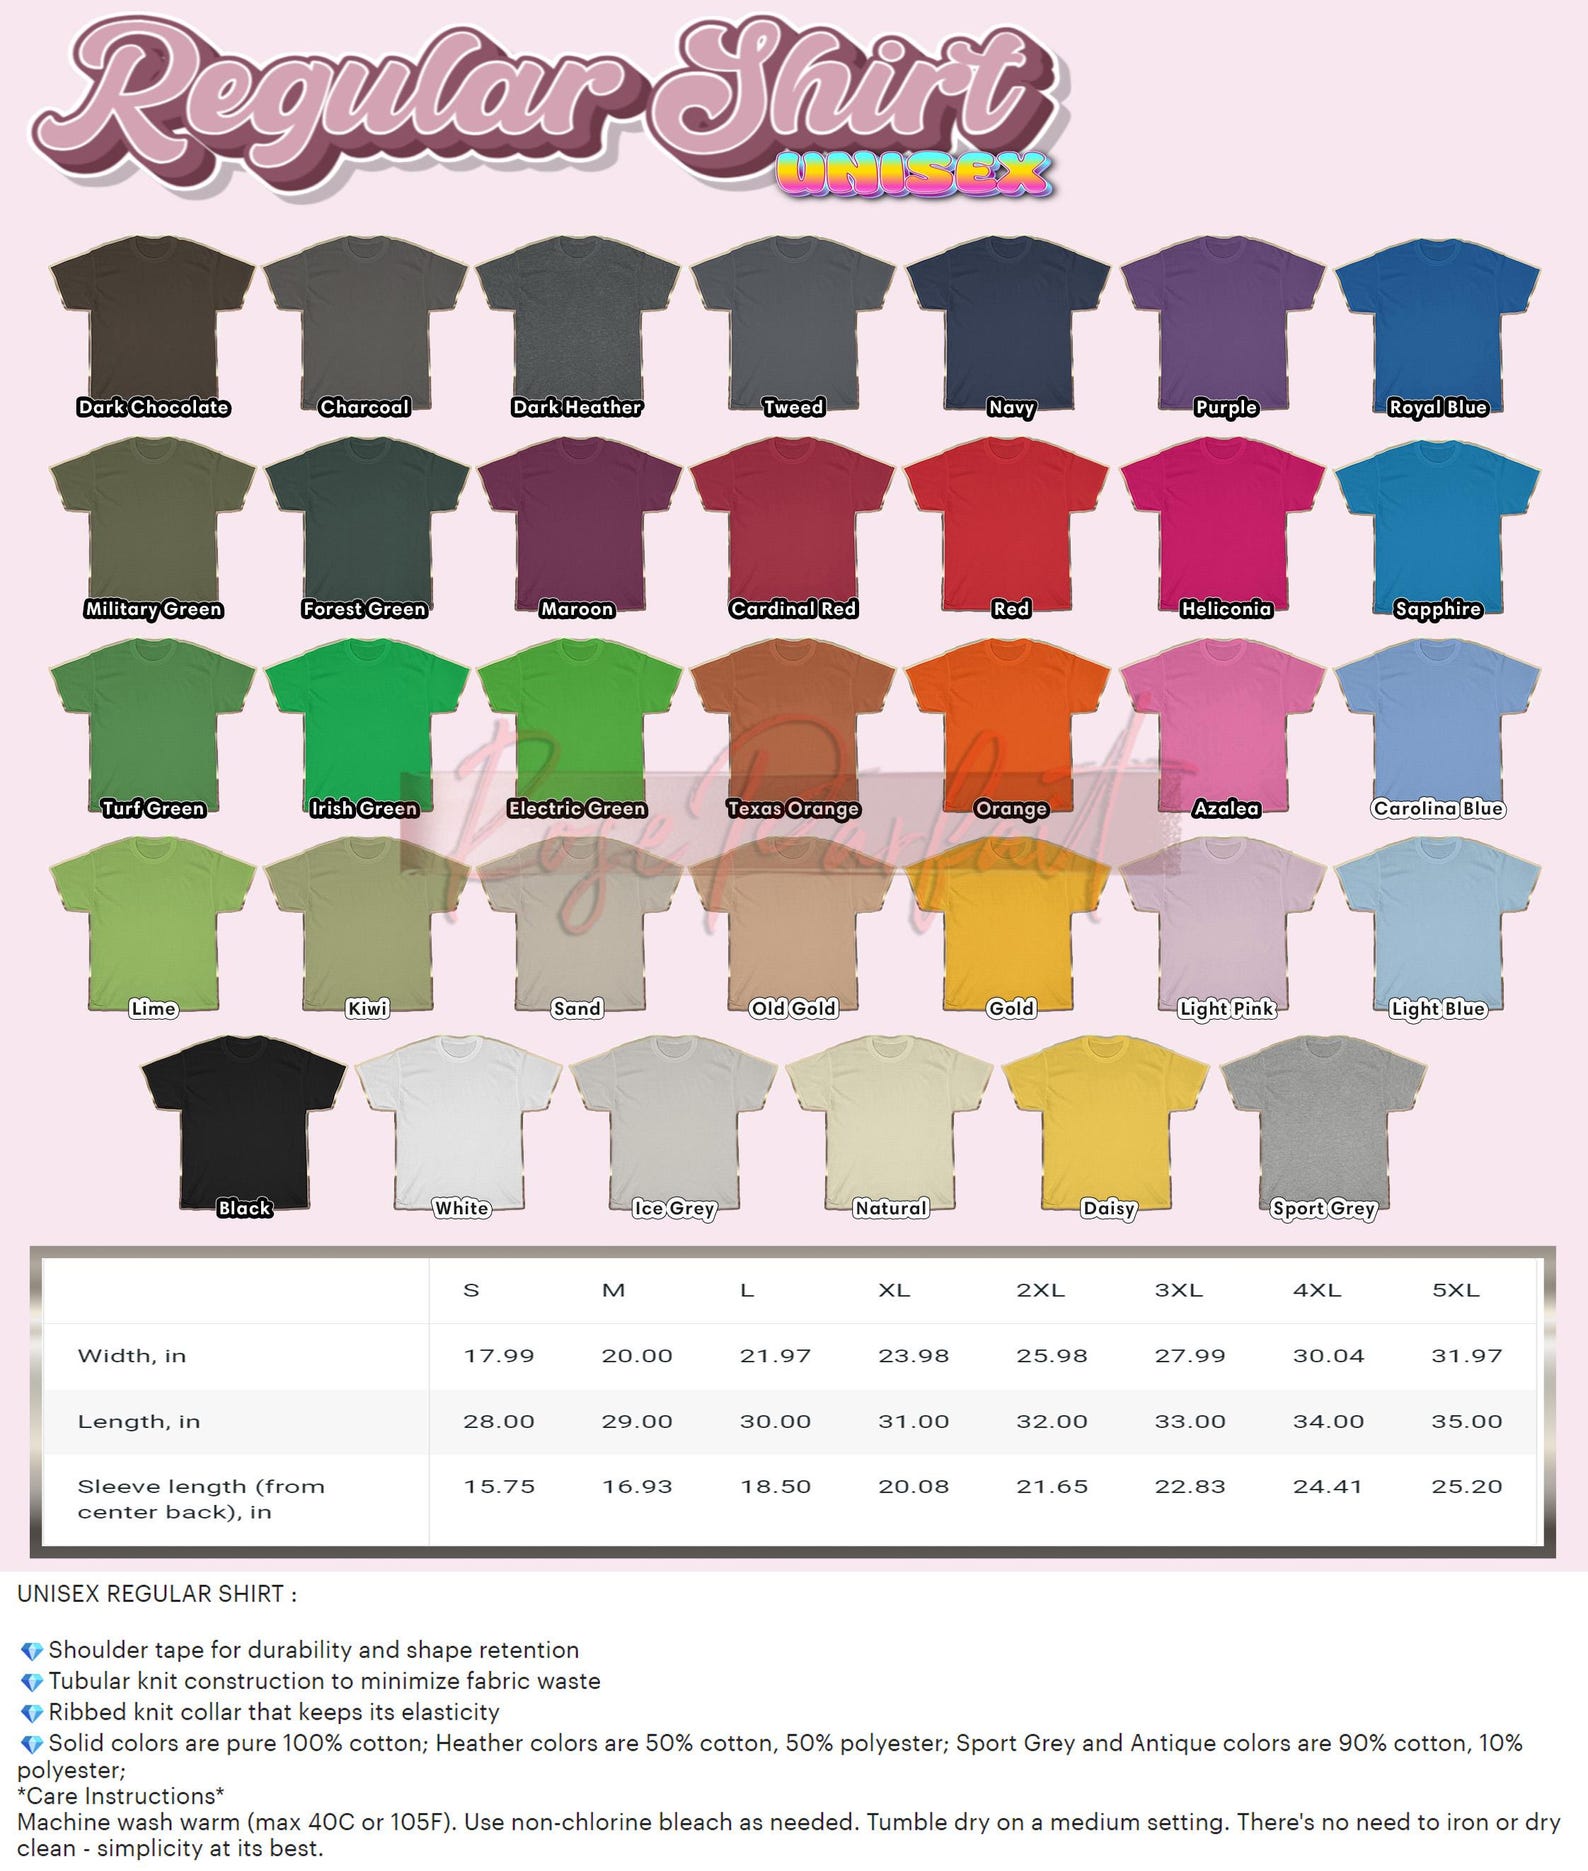 Regular Shirt
UNISEX
Dark Chocolate Charcoal Dark Heather Tweed Navy Purple Royal Blue
Military Green Forest Green Maroon Cardinal Red Red Heliconia Sapphire
Turf Green Irish Green Electric Green Texas Orange Orange Azalea Carolina Blue
Rose Parfait
Lime Kiwi Sand Old Gold Gold Light Pink Light Blue
Black White Ice Grey Natural Daisy Sport Grey
S M L XL 2XL 3XL 4XL 5XL
Width, in 17.99 20.00 21.97 23.98 25.98 27.99 30.04 31.97
Length, in 28.00 29.00 30.00 31.00 32.00 33.00 34.00 35.00
Sleeve length (from 15.75 16.93 18.50 20.08 21.65 22.83 24.41 25.20
center back), in
UNISEX REGULAR SHIRT :
💎Shoulder tape for durability and shape retention
💎Tubular knit construction to minimize fabric waste
💎Ribbed knit collar that keeps its elasticity
💎Solid colors are pure 100% cotton; Heather colors are 50% cotton, 50% polyester; Sport Grey and Antique colors are 90% cotton, 10%
polyester;
*Care Instructions*
Machine wash warm (max 40C or 105F). Use non-chlorine bleach as needed. Tumble dry on a medium setting. There's no need to iron or dry
clean - simplicity at its best.